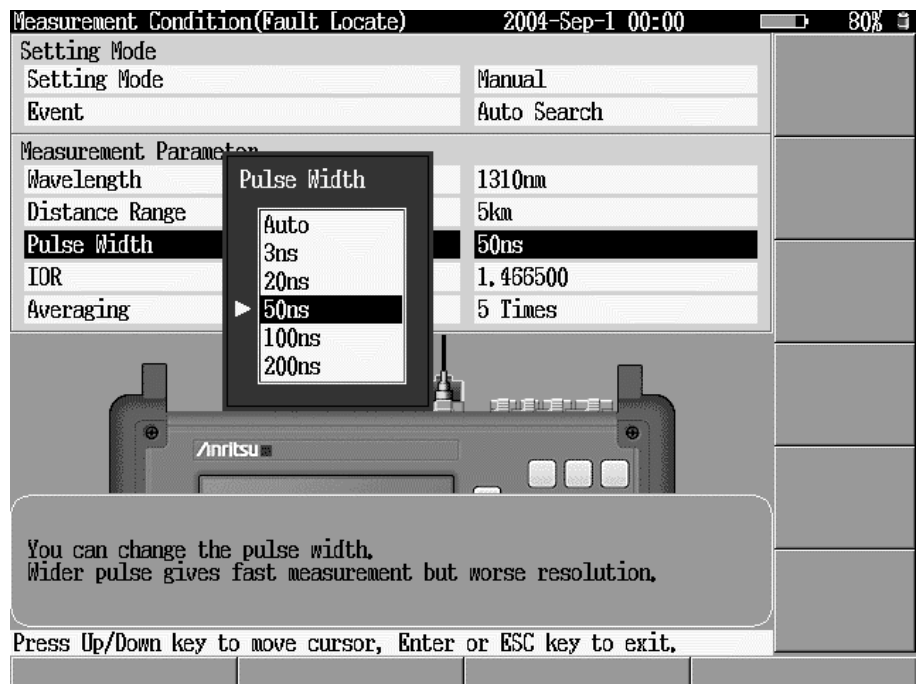 Measurement Condition(Fault Locate) 2004-Sep-1 00:00 80%
Setting Mode
Setting Mode Manual
Event Auto Search
Measurement Parameter
Wavelength 1310nm
Distance Range 5km
Pulse Width 50ns
IOR 1.466500
Averaging 5 Times
Pulse Width
Auto
3ns
20ns
50ns
100ns
200ns
Anritsu
You can change the pulse width.
Wider pulse gives fast measurement but worse resolution.
Press Up/Down key to move cursor, Enter or ESC key to exit.